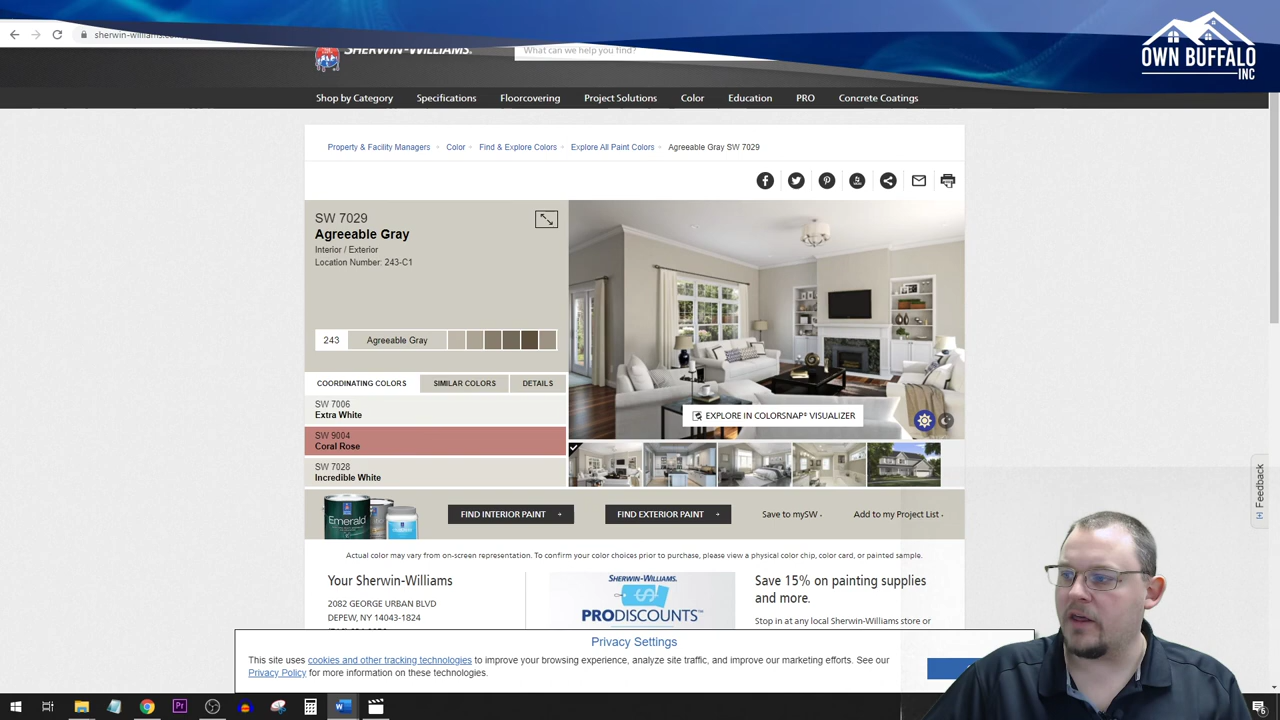 OWN BUFFALO
INC
SHERWIN-WILLIAMS.
What can we help you find?
Shop by Category Specifications Floorcovering Project Solutions Color Education PRO Concrete Coatings
Property & Facility Managers Color Find & Explore Colors Explore All Paint Colors Agreeable Gray SW 7029
SW 7029
Agreeable Gray
Interior / Exterior
Location Number: 243-C1
243 Agreeable Gray
COORDINATING COLORS SIMILAR COLORS DETAILS
SW 7006
Extra White
SW 9004
Coral Rose
SW 7028
Incredible White
EXPLORE IN COLORSNAP® VISUALIZER
Emerald
FIND INTERIOR PAINT FIND EXTERIOR PAINT Save to mySW Add to my Project List
Actual color may vary from on-screen representation. To confirm your color choices prior to purchase, please view a physical color chip, color card, or painted sample.
Your Sherwin-Williams
2082 GEORGE URBAN BLVD
DEPEW, NY 14043-1824
SHERWIN-WILLIAMS.
PRODISCOUNTS™
Save 15% on painting supplies
and more.
Stop in at any local Sherwin-Williams store or
Privacy Settings
This site uses cookies and other tracking technologies to improve your browsing experience, analyze site traffic, and improve our marketing efforts. See our
Privacy Policy for more information on these technologies.
Feedback